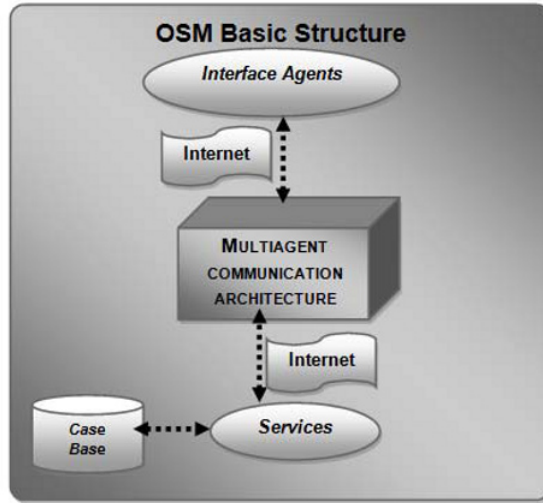 OSM Basic Structure
Interface Agents
Internet
MULTIAGENT
COMMUNICATION
ARCHITECTURE
Internet
Services
Case
Base